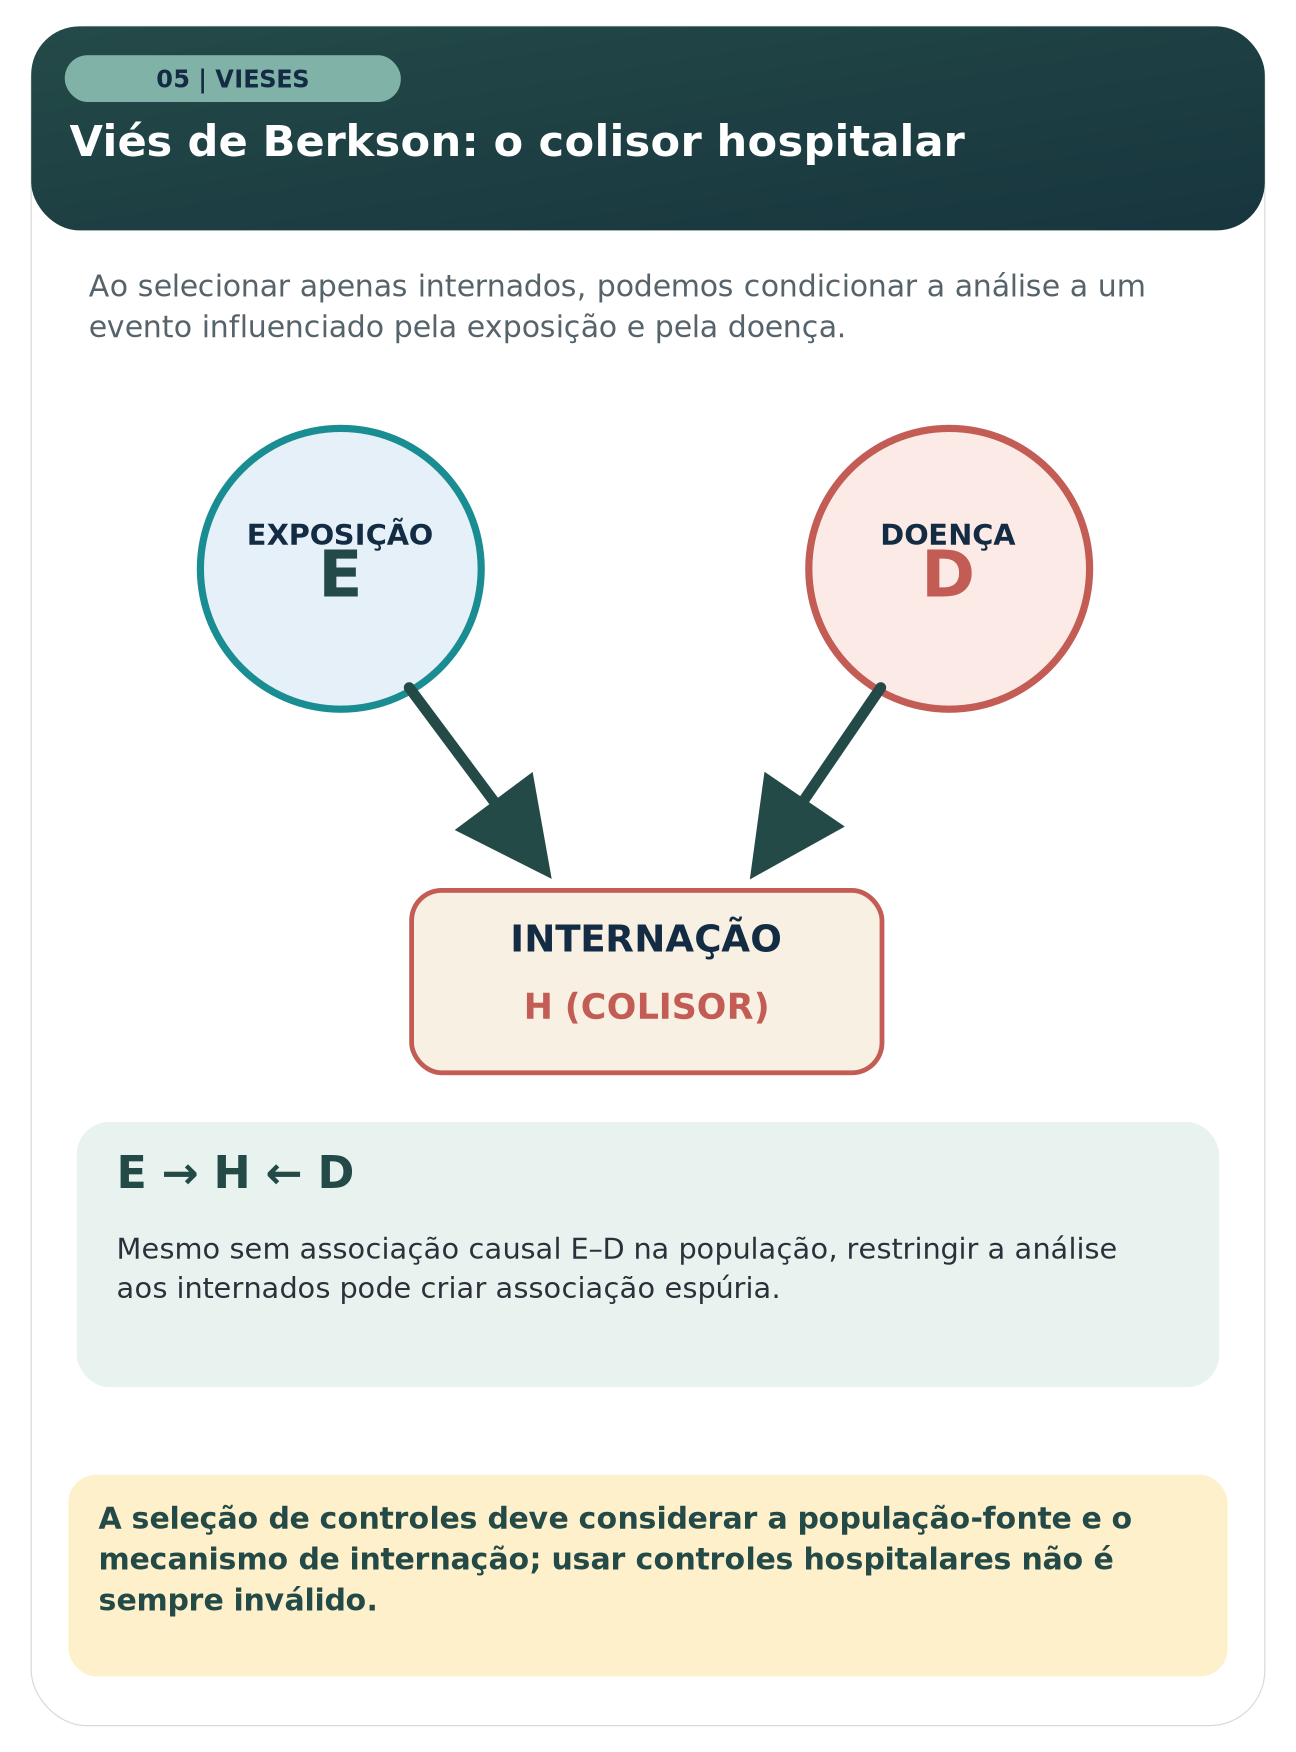 05 | VIESES
Viés de Berkson: o colisor hospitalar
Ao selecionar apenas internados, podemos condicionar a análise a um
evento influenciado pela exposição e pela doença.
EXPOSIÇÃO
E
DOENÇA
D
INTERNAÇÃO
H (COLISOR)
E → H ← D
Mesmo sem associação causal E–D na população, restringir a análise
aos internados pode criar associação espúria.
A seleção de controles deve considerar a população-fonte e o
mecanismo de internação; usar controles hospitalares não é
sempre inválido.